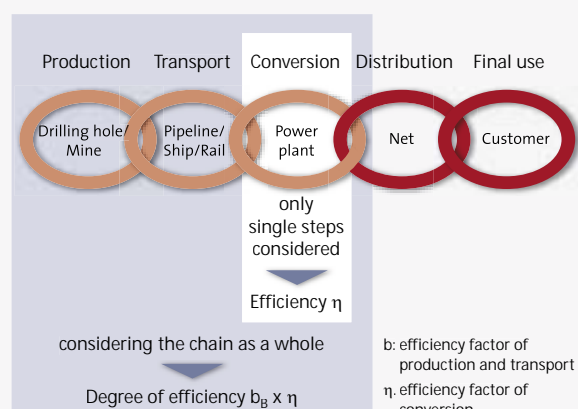 Production Transport Conversion Distribution Final use
Drilling hole/
Mine
Pipeline/
Ship/Rail
Power
plant
Net
Customer
only
single steps
considered
Efficiency η
considering the chain as a whole
Degree of efficiency b_B x η
b: efficiency factor of
production and transport
η. efficiency factor of
conversion